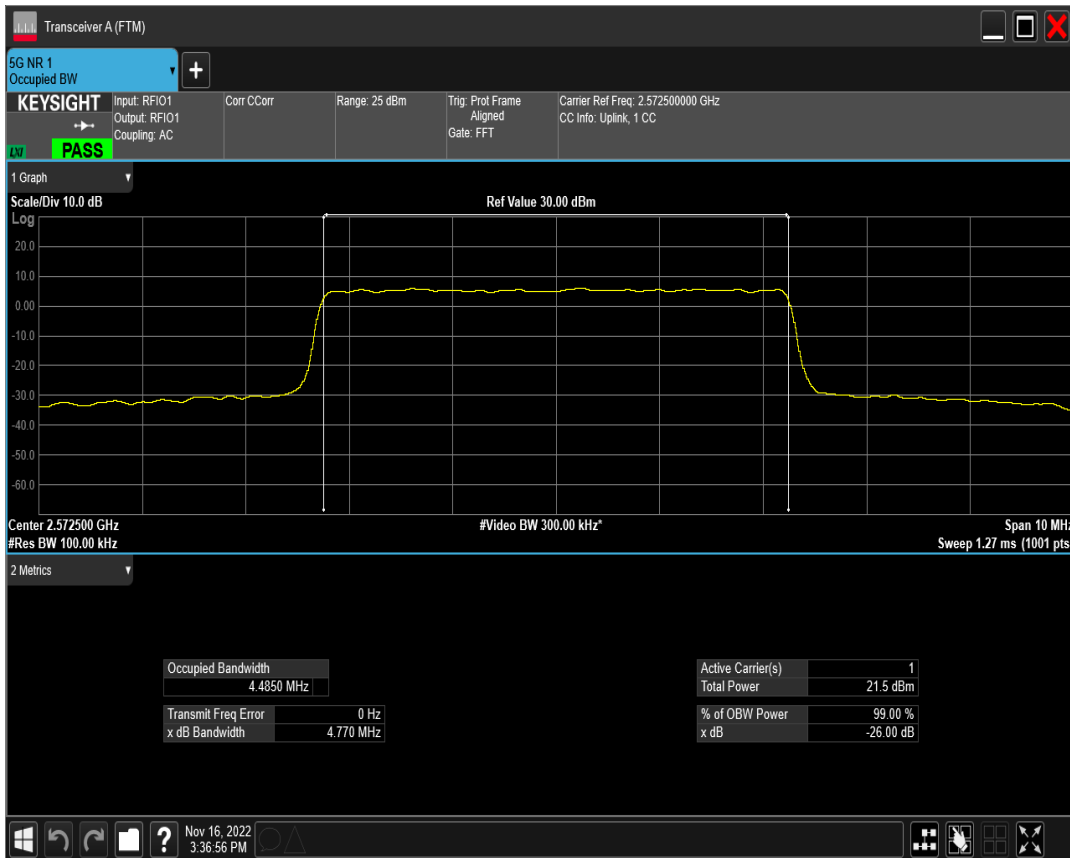 Transceiver A (FTM)
5G NR 1
Occupied BW
+
KEYSIGHT
LXI
PASS
Input: RFIO1
Output: RFIO1
Coupling: AC
Corr CCorr
Range: 25 dBm
Trig: Prot Frame
Aligned
Gate: FFT
Carrier Ref Freq: 2.572500000 GHz
CC Info: Uplink, 1 CC
1 Graph
Scale/Div 10.0 dB
Ref Value 30.00 dBm
Log
20.0
10.0
0.00
-10.0
-20.0
-30.0
-40.0
-50.0
-60.0
Center 2.572500 GHz
#Video BW 300.00 kHz*
Span 10 MHz
#Res BW 100.00 kHz
Sweep 1.27 ms (1001 pts
2 Metrics
Occupied Bandwidth
4.4850 MHz
Transmit Freq Error 0 Hz
x dB Bandwidth 4.770 MHz
Active Carrier(s) 1
Total Power 21.5 dBm
% of OBW Power 99.00 %
x dB -26.00 dB
?
Nov 16, 2022
3:36:56 PM